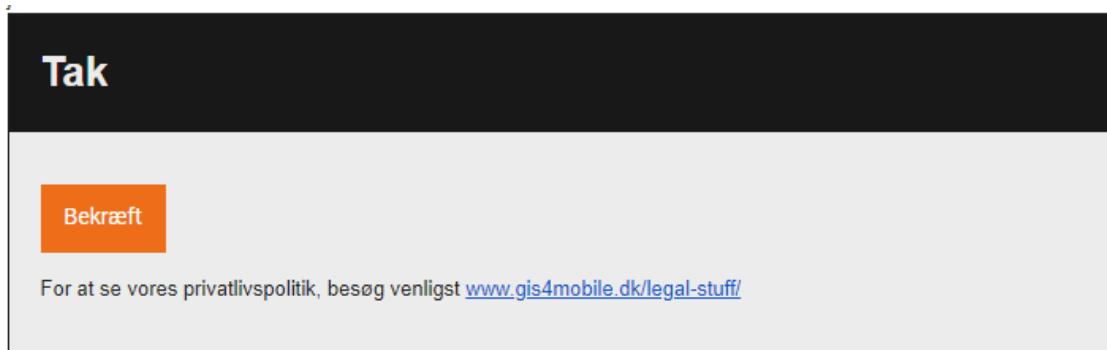 Tak
Bekræft
For at se vores privatlivspolitik, besøg venligst www.gis4mobile.dk/legal-stuff/